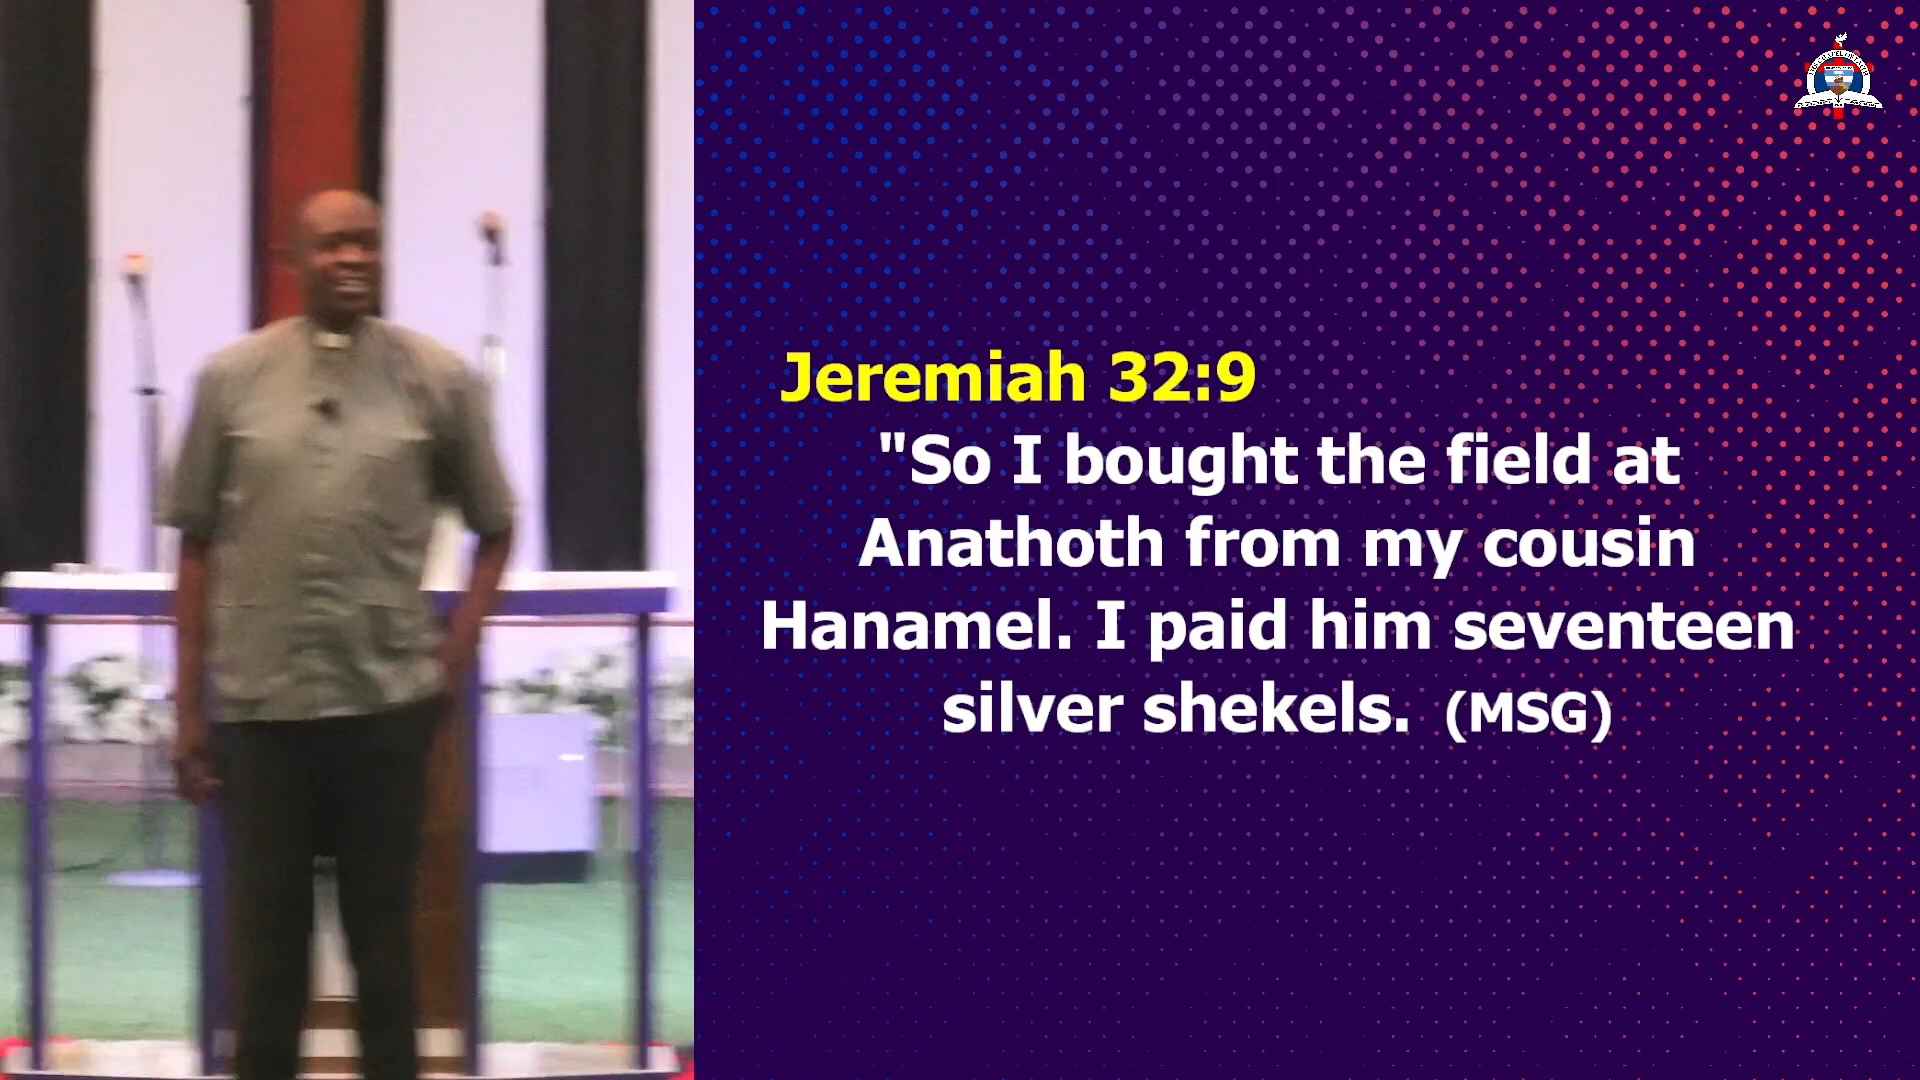 Jeremiah 32:9
"So I bought the field at
Anathoth from my cousin
Hanamel. I paid him seventeen
silver shekels. (MSG)